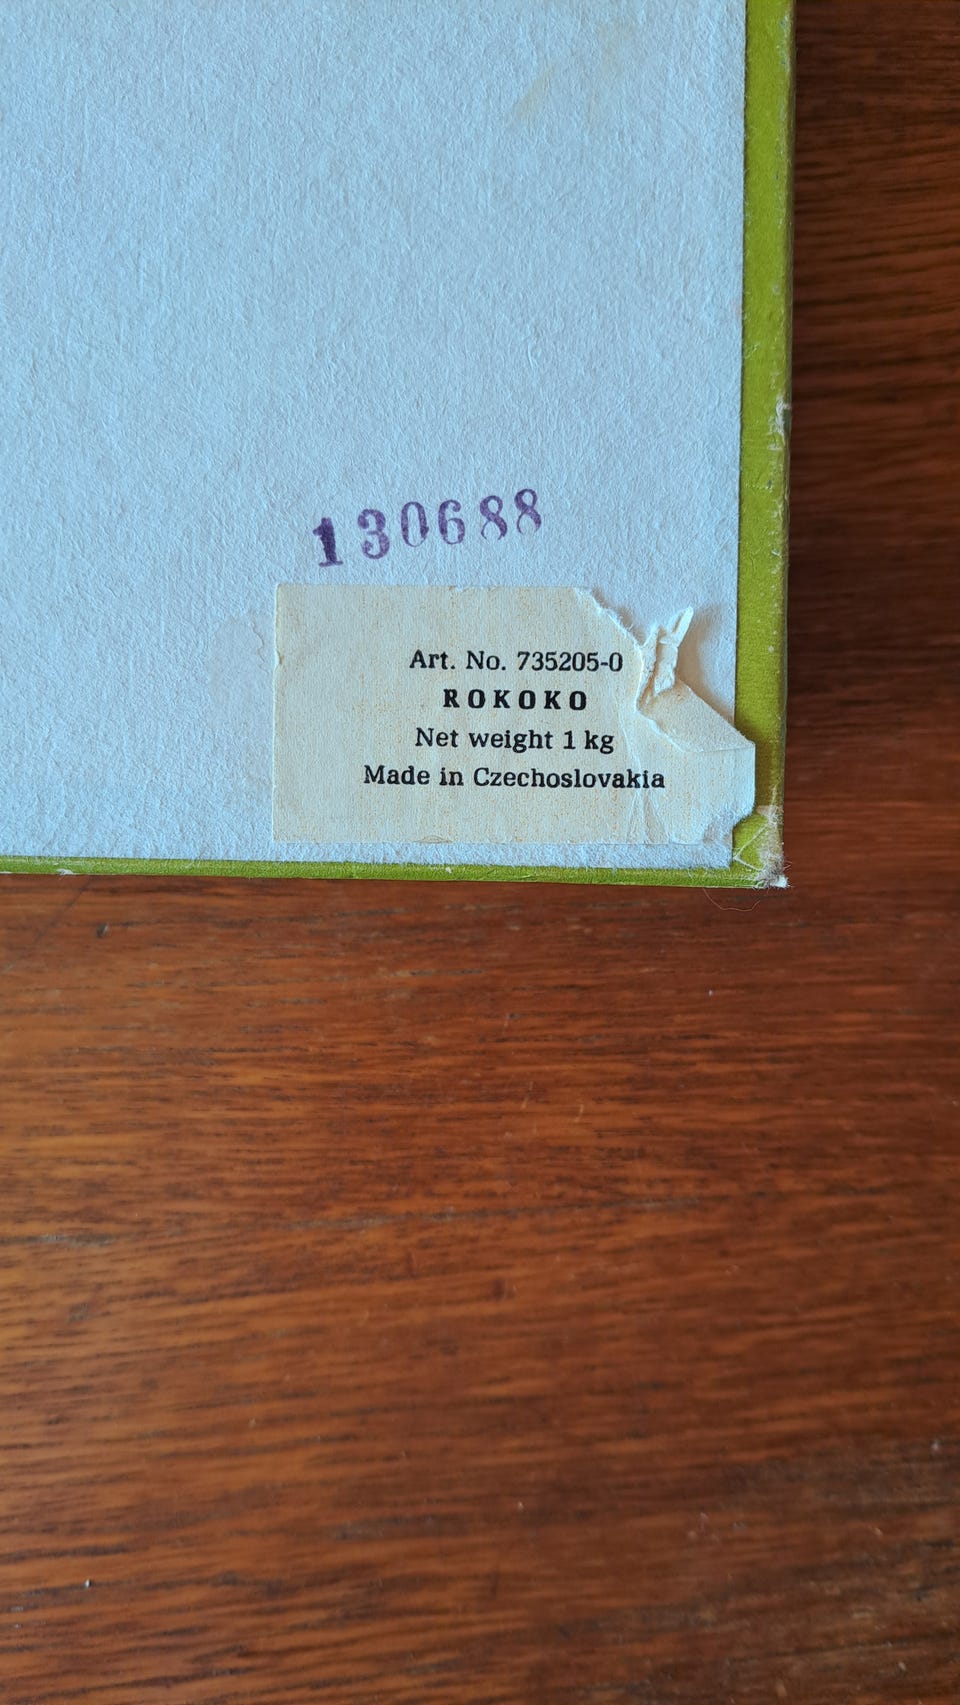 130688
Art. No. 735205-0
ROKOKO
Net weight 1 kg
Made in Czechoslovakia